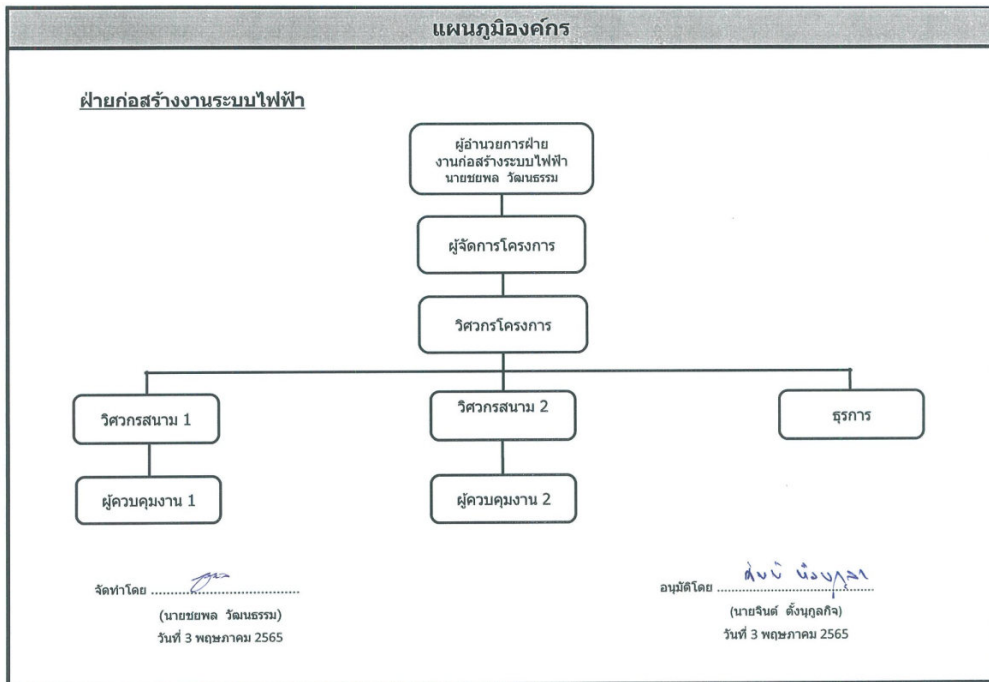 แผนภูมิองค์กร
ฝ่ายก่อสร้างงานระบบไฟฟ้า
ผู้อำนวยการฝ่าย
งานก่อสร้างระบบไฟฟ้า
นายชยพล วัฒนธรรม
ผู้จัดการโครงการ
วิศวกรโครงการ
วิศวกรสนาม 1
วิศวกรสนาม 2
ธุรการ
ผู้ควบคุมงาน 1
ผู้ควบคุมงาน 2
จัดทำโดย
(นายชยพล วัฒนธรรม)
วันที่ 3 พฤษภาคม 2565
อนุมัติโดย
(นายจินต์ ตั้งนุกูลกิจ)
วันที่ 3 พฤษภาคม 2565